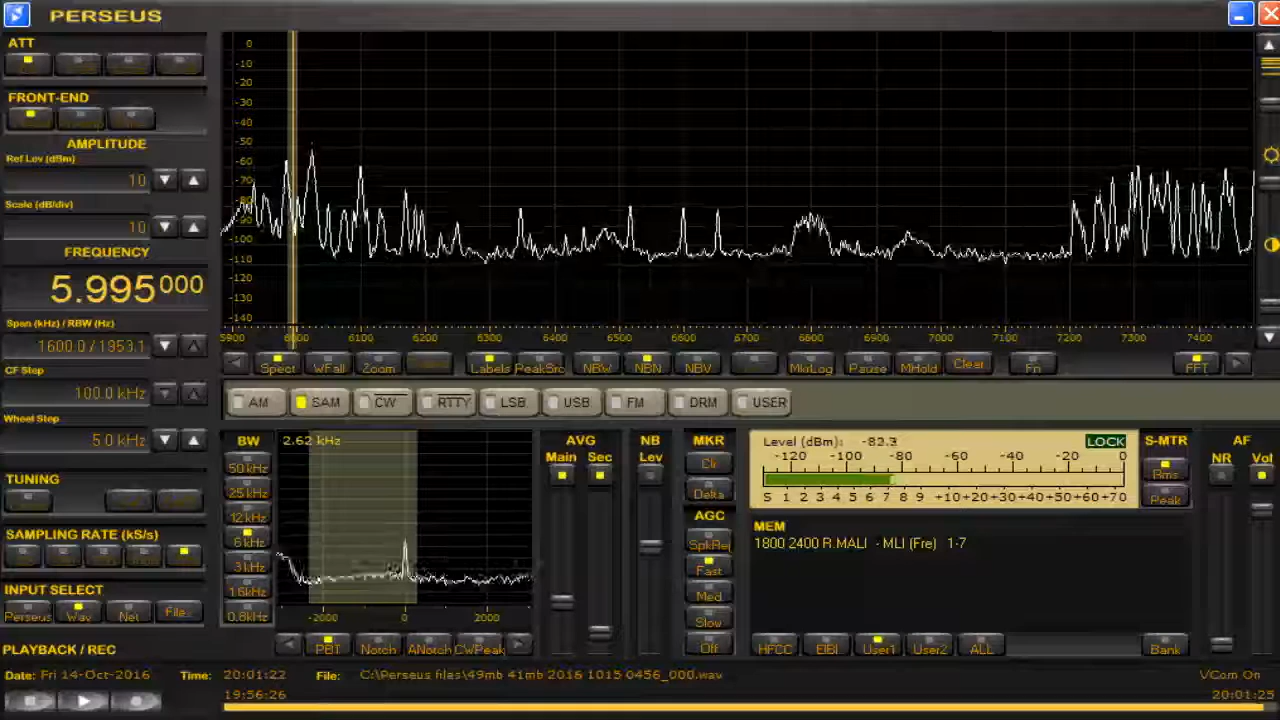 PERSEUS
ATT
FRONT-END
AMPLITUDE
Ref Lev (dBm)
10
Scale (dB/div)
10
FREQUENCY
5.995000
Span (kHz) / RBW (Hz)
1600.0 / 1953.1
CF Step
100.0 kHz
Wheel Step
5.0 kHz
TUNING
SAMPLING RATE (kS/s)
INPUT SELECT
Perseus Wav Net File..
PLAYBACK / REC
0
-10
-20
-30
-40
-50
-60
-70
-80
-90
-100
-110
-120
-130
-140
5900 6000 6100 6200 6300 6400 6500 6600 6700 6800 6900 7000 7100 7200 7300 7400
Spect WFall Zoom Labels PeakSrc NBW NBN NBV MkrLog Pause MHold Clear Fn FFT
AM SAM CW RTTY LSB USB FM DRM USER
BW
50 kHz
25 kHz
12 kHz
6 kHz
3 kHz
1.6kHz
0.8kHz
2.62 kHz
-2000 0 2000
PBT Notch ANotch CWPeak
AVG
Main Sec
NB
Lev
MKR
Clr
Delta
AGC
SpkRej
Fast
Med
Slow
Off
Level (dBm): -83.3 LOCK
-120 -100 -80 -60 -40 -20 0
S 1 2 3 4 5 6 7 8 9 +10+20+30+40+50+60+70
S-MTR
Rms
Peak
AF
NR Vol
MEM
1800 2400 R.MALI - MLI (Fre) 1-7
HFCC EIBI User1 User2 ALL Bank
Date: Fri 14-Oct-2016 Time: 20:01:22 File: C:\Perseus files\49mb 41mb 2016 1015 0456_000.wav VCom On
19:56:26 20:01:25